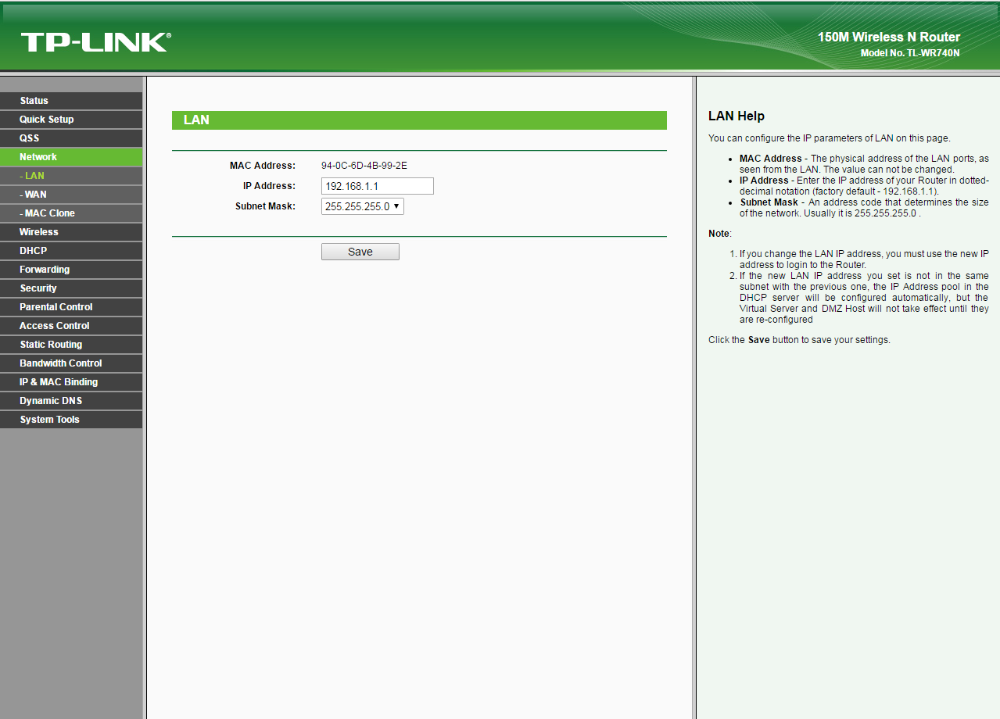 TP-LINK®
150M Wireless N Router
Model No. TL-WR740N
Status
Quick Setup
QSS
Network
- LAN
- WAN
- MAC Clone
Wireless
DHCP
Forwarding
Security
Parental Control
Access Control
Static Routing
Bandwidth Control
IP & MAC Binding
Dynamic DNS
System Tools
LAN
MAC Address: 94-0C-6D-4B-99-2E
IP Address: 192.168.1.1
Subnet Mask: 255.255.255.0
Save
LAN Help
You can configure the IP parameters of LAN on this page.
• MAC Address - The physical address of the LAN ports, as
seen from the LAN. The value can not be changed.
• IP Address - Enter the IP address of your Router in dotted-
decimal notation (factory default - 192.168.1.1).
• Subnet Mask - An address code that determines the size
of the network. Usually it is 255.255.255.0 .
Note:
1. If you change the LAN IP address, you must use the new IP
address to login to the Router.
2. If the new LAN IP address you set is not in the same
subnet with the previous one, the IP Address pool in the
DHCP server will be configured automatically, but the
Virtual Server and DMZ Host will not take effect until they
are re-configured
Click the Save button to save your settings.